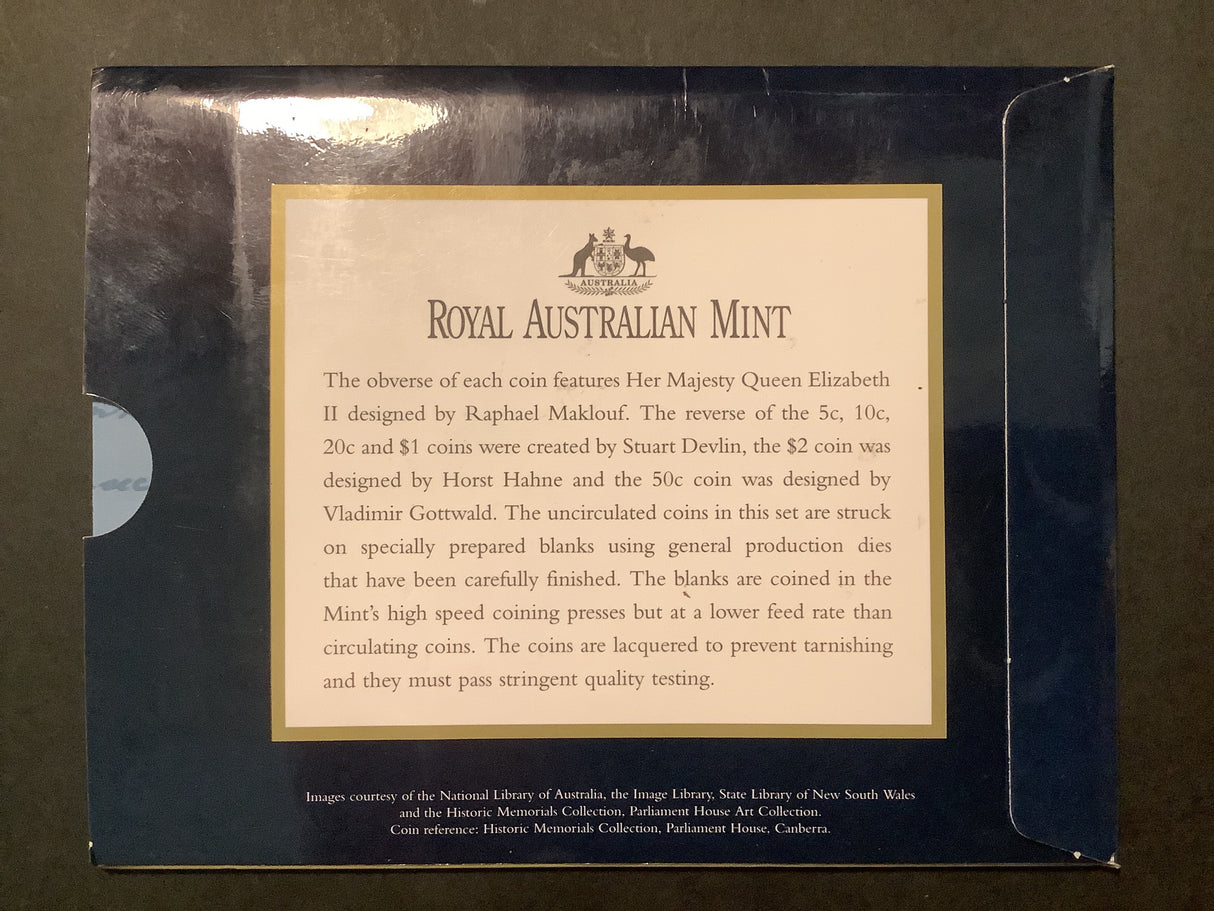 AUSTRALIA
ROYAL AUSTRALIAN MINT
The obverse of each coin features Her Majesty Queen Elizabeth
II designed by Raphael Maklouf. The reverse of the 5c, 10c,
20c and $1 coins were created by Stuart Devlin, the $2 coin was
designed by Horst Hahne and the 50c coin was designed by
Vladimir Gottwald. The uncirculated coins in this set are struck
on specially prepared blanks using general production dies
that have been carefully finished. The blanks are coined in the
Mint's high speed coining presses but at a lower feed rate than
circulating coins. The coins are lacquered to prevent tarnishing
and they must pass stringent quality testing.
Images courtesy of the National Library of Australia, the Image Library, State Library of New South Wales
and the Historic Memorials Collection, Parliament House Art Collection.
Coin reference: Historic Memorials Collection, Parliament House, Canberra.